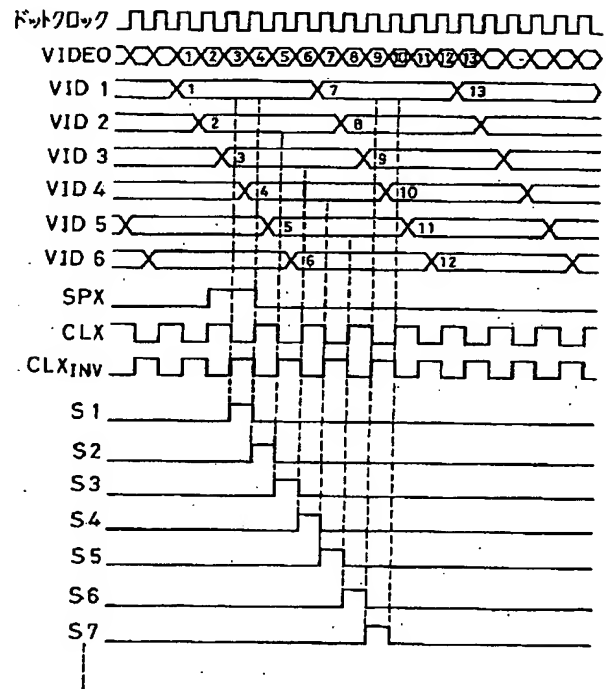 ドットクロック
VIDEO 1 2 3 4 5 6 7 8 9 10 11 12 13 -
VID 1 1 7 13
VID 2 2 8
VID 3 3 9
VID 4 4 10
VID 5 5 11
VID 6 6 12
SPX
CLX
CLXINV
S1
S2
S3
S4
S5
S6
S7